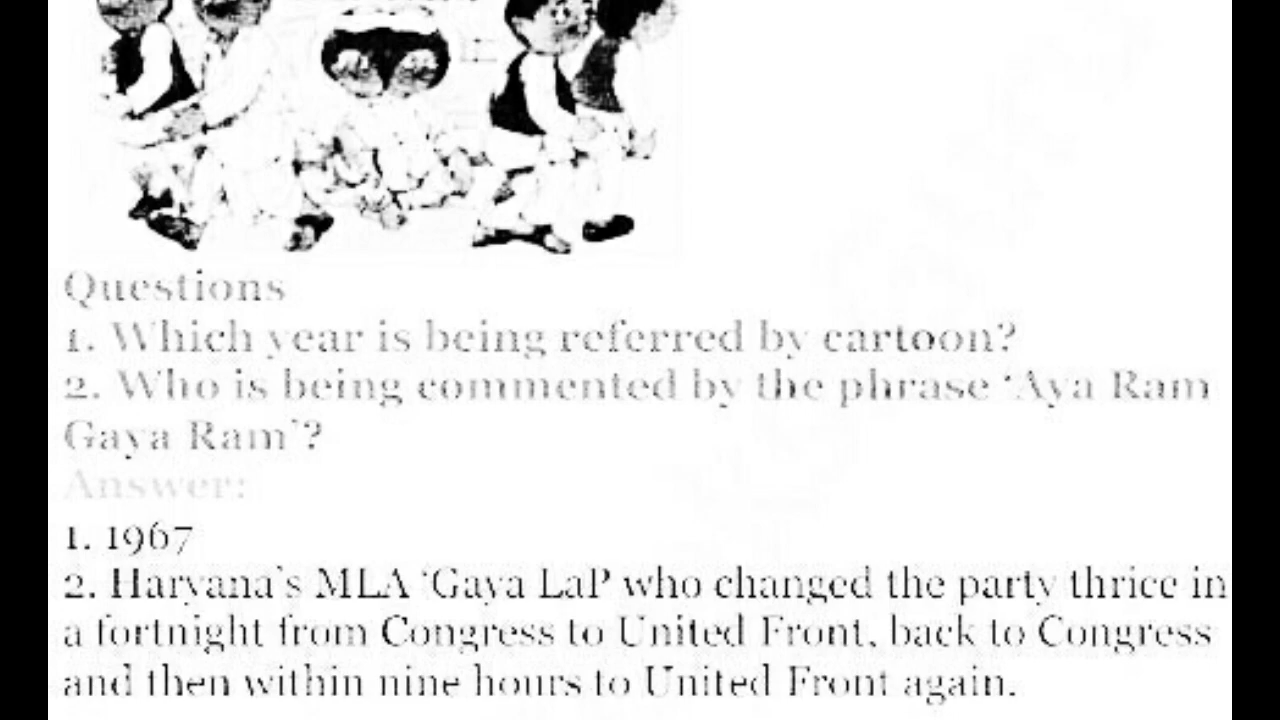 Questions
1. Which year is being referred by cartoon?
2. Who is being commented by the phrase ‘Aya Ram
Gaya Ram’?
Answer:
1. 1967
2. Haryana’s MLA ‘Gaya LaP who changed the party thrice in
a fortnight from Congress to United Front, back to Congress
and then within nine hours to United Front again.